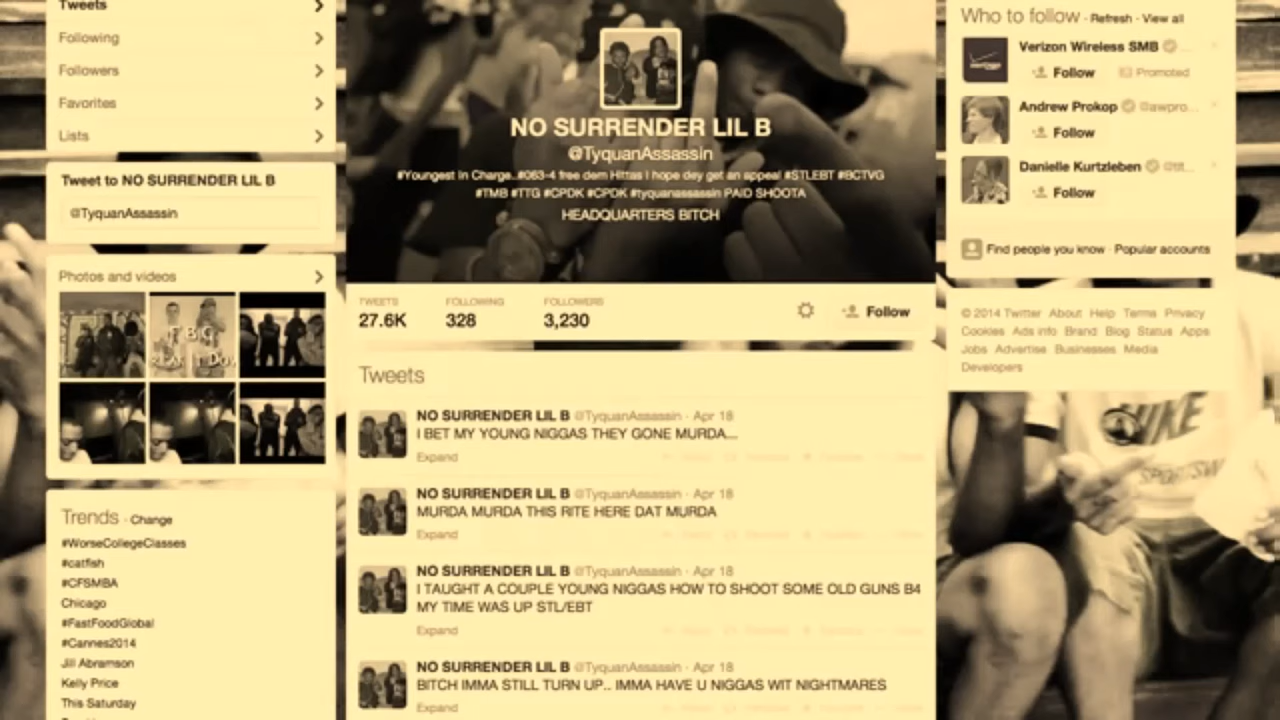 Tweets
Following
Followers
Favorites
Lists
Tweet to NO SURRENDER LIL B
@TyquanAssassin
Photos and videos
F.B.G
Trends · Change
#WorseCollegeClasses
#catfish
#CFSMBA
Chicago
#FastFoodGlobal
#Cannes2014
Jill Abramson
Kelly Price
This Saturday
NO SURRENDER LIL B
@TyquanAssassin
#Youngest In Charge..#063-4 free dem Hittas I hope dey get an appeal #STLEBT #BCTVG
#TMB #TTG #CPDK #CPDK #tyquanassassin PAID SHOOTA
HEADQUARTERS BITCH
TWEETS
27.6K
FOLLOWING
328
FOLLOWERS
3,230
Follow
Tweets
NO SURRENDER LIL B @TyquanAssassin · Apr 18
I BET MY YOUNG NIGGAS THEY GONE MURDA...
Expand
NO SURRENDER LIL B @TyquanAssassin · Apr 18
MURDA MURDA THIS RITE HERE DAT MURDA
Expand
NO SURRENDER LIL B @TyquanAssassin · Apr 18
I TAUGHT A COUPLE YOUNG NIGGAS HOW TO SHOOT SOME OLD GUNS B4
MY TIME WAS UP STL/EBT
Expand
NO SURRENDER LIL B @TyquanAssassin · Apr 18
BITCH IMMA STILL TURN UP.. IMMA HAVE U NIGGAS WIT NIGHTMARES
Expand
Who to follow · Refresh · View all
Verizon Wireless SMB
Follow Promoted
Andrew Prokop @awpro...
Follow
Danielle Kurtzleben @tit...
Follow
Find people you know · Popular accounts
© 2014 Twitter About Help Terms Privacy
Cookies Ads info Brand Blog Status Apps
Jobs Advertise Businesses Media
Developers
NIKE